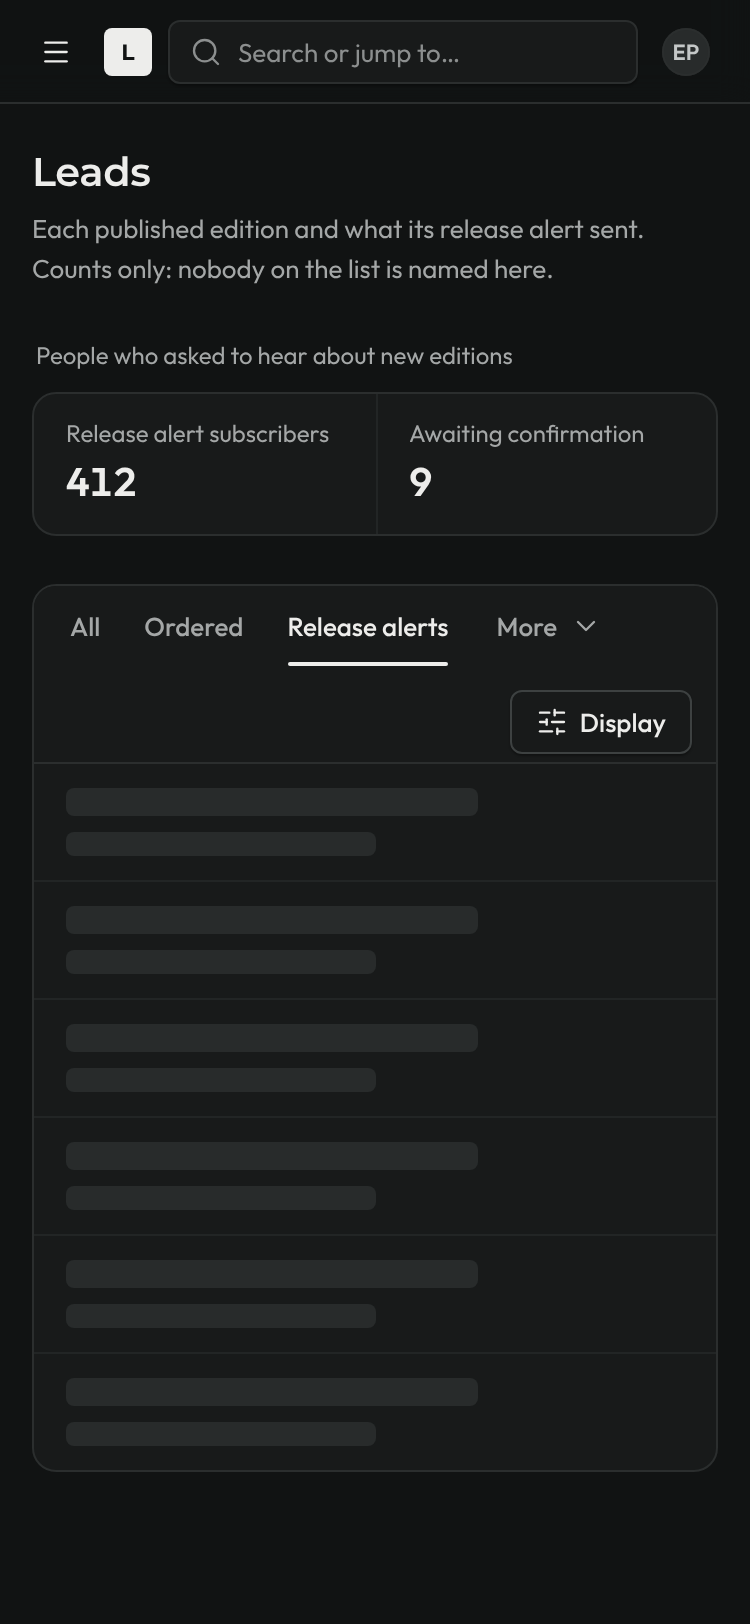 L
Search or jump to…
EP
Leads
Each published edition and what its release alert sent.
Counts only: nobody on the list is named here.
People who asked to hear about new editions
Release alert subscribers
412
Awaiting confirmation
9
All
Ordered
Release alerts
More
Display